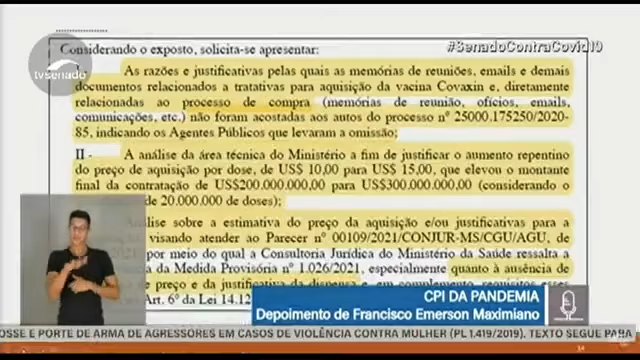 Considerando o exposto, solicita-se apresentar:
#SenadoContraCovid19
tvsenado
As razões e justificativas pelas quais as memórias de reuniões, emails e demais
documentos relacionados a tratativas para aquisição da vacina Covaxin e, diretamente
relacionadas ao processo de compra (memórias de reunião, ofícios, emails,
comunicações, etc.) não foram acostadas aos autos do processo nº 25000.175250/2020-
85, indicando os Agentes Públicos que levaram a omissão;
II - A análise da área técnica do Ministério a fim de justificar o aumento repentino
do preço de aquisição por dose, de US$ 10,00 para US$ 15,00, que elevou o montante
final da contratação de US$200.000.000,00 para US$300.000.000,00 (considerando o
de 20.000.000 de doses);
Análise sobre a estimativa do preço da aquisição e/ou justificativas para a
visando atender ao Parecer nº 00109/2021/CONJUR-MS/CGU/AGU, de
2021, por meio do qual a Consultoria Jurídica do Ministério da Saúde ressalta a
da Medida Provisória nº 1.026/2021, especialmente quanto à ausência de
de preço e da justificativa da dispensa e, em complemento, requisitos esses
Art. 6º da Lei 14.12
CPI DA PANDEMIA
Depoimento de Francisco Emerson Maximiano
OSSE E PORTE DE ARMA DE AGRESSORES EM CASOS DE VIOLÊNCIA CONTRA MULHER (PL 1.419/2019). TEXTO SEGUE PARA